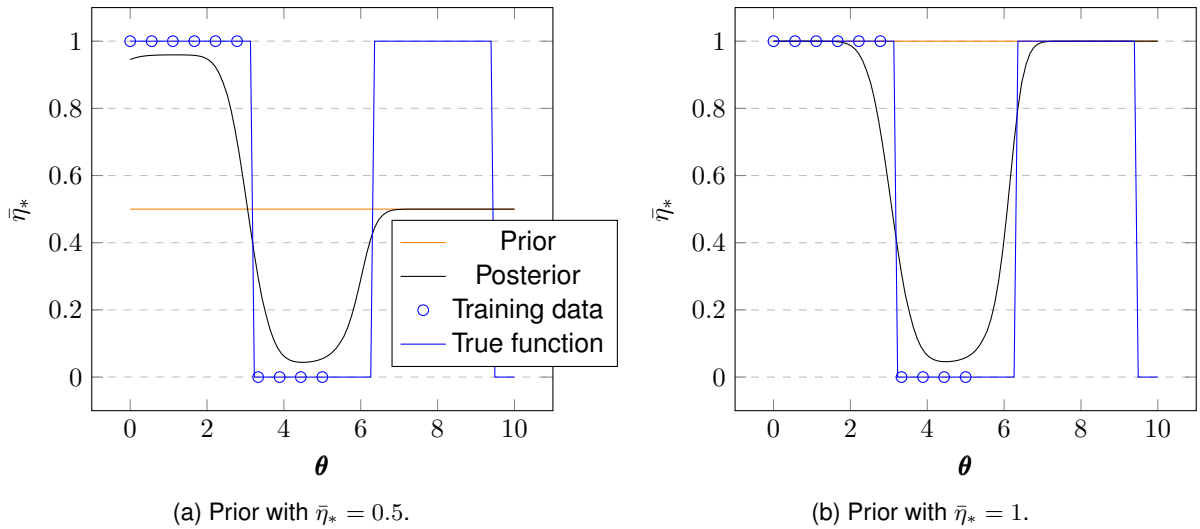 1
0.8
0.6
0.4
0.2
0
η̄*
0 2 4 6 8 10
θ
Prior
Posterior
Training data
True function
(a) Prior with η̄* = 0.5.
1
0.8
0.6
0.4
0.2
0
η̄*
0 2 4 6 8 10
θ
(b) Prior with η̄* = 1.